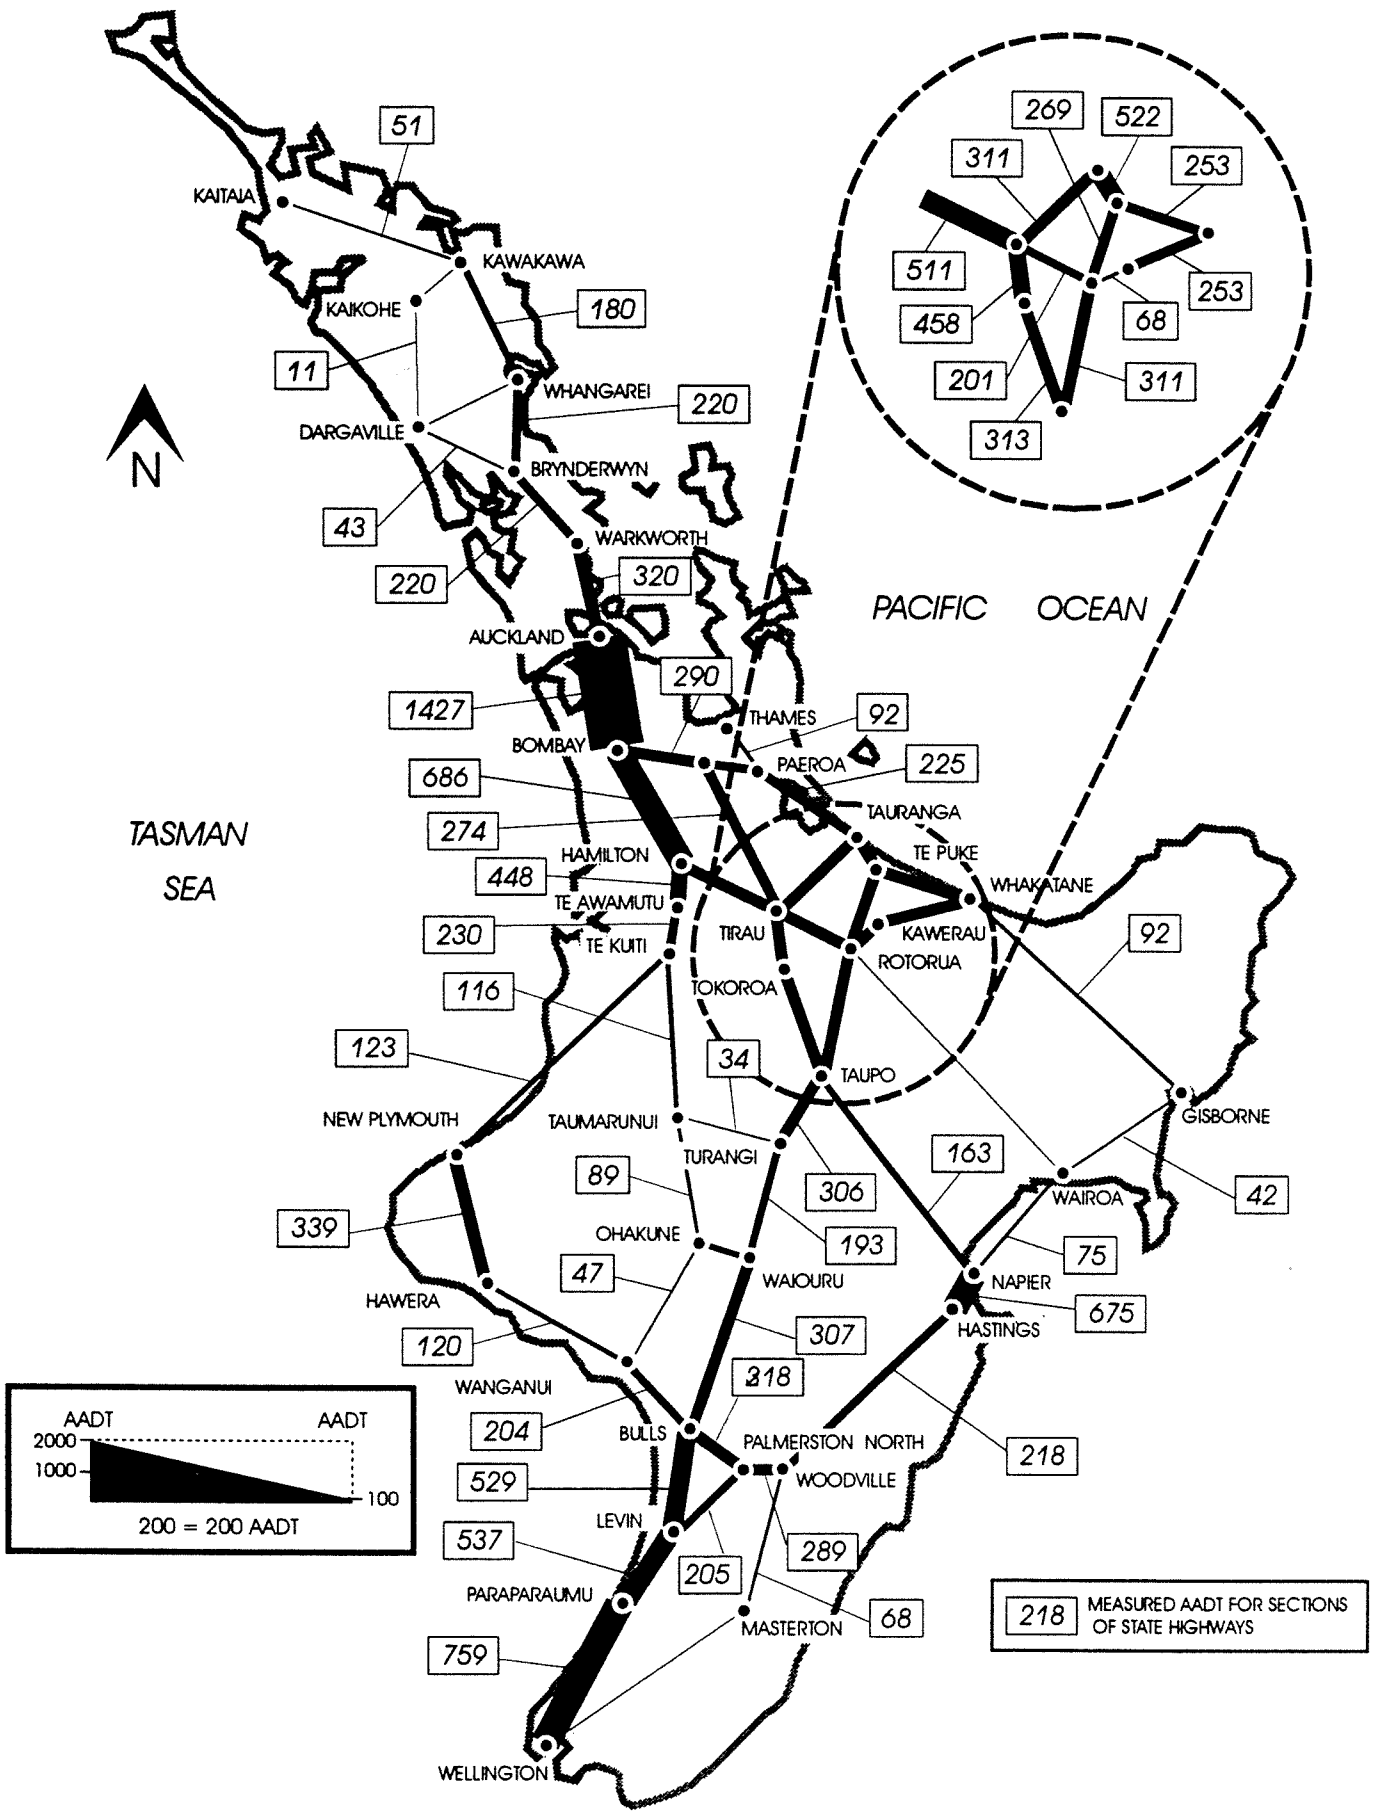 51
269
522
311
253
KAITAIA
KAWAKAWA
511
253
KAIKOHE
180
458
68
11
201
311
WHANGAREI
220
313
N
DARGAVILLE
BRYNDERWYN
43
WARKWORTH
220
320
PACIFIC OCEAN
AUCKLAND
290
1427
THAMES
92
BOMBAY
PAEROA
225
686
TAURANGA
274
TASMAN
SEA
HAMILTON
TE PUKE
448
WHAKATANE
TE AWAMUTU
230
TIRAU
KAWERAU
92
TE KUITI
ROTORUA
116
TOKOROA
123
34
TAUPO
NEW PLYMOUTH
TAUMARUNUI
GISBORNE
TURANGI
163
89
306
WAIROA
42
339
OHAKUNE
193
75
47
WAIOURU
NAPIER
HAWERA
675
120
307
HASTINGS
WANGANUI
AADT
AADT
204
BULLS
PALMERSTON NORTH
2000
218
1000
529
WOODVILLE
100
LEVIN
200 = 200 AADT
537
205
289
PARAPARAUMU
68
218
MEASURED AADT FOR SECTIONS
OF STATE HIGHWAYS
MASTERTON
759
WELLINGTON